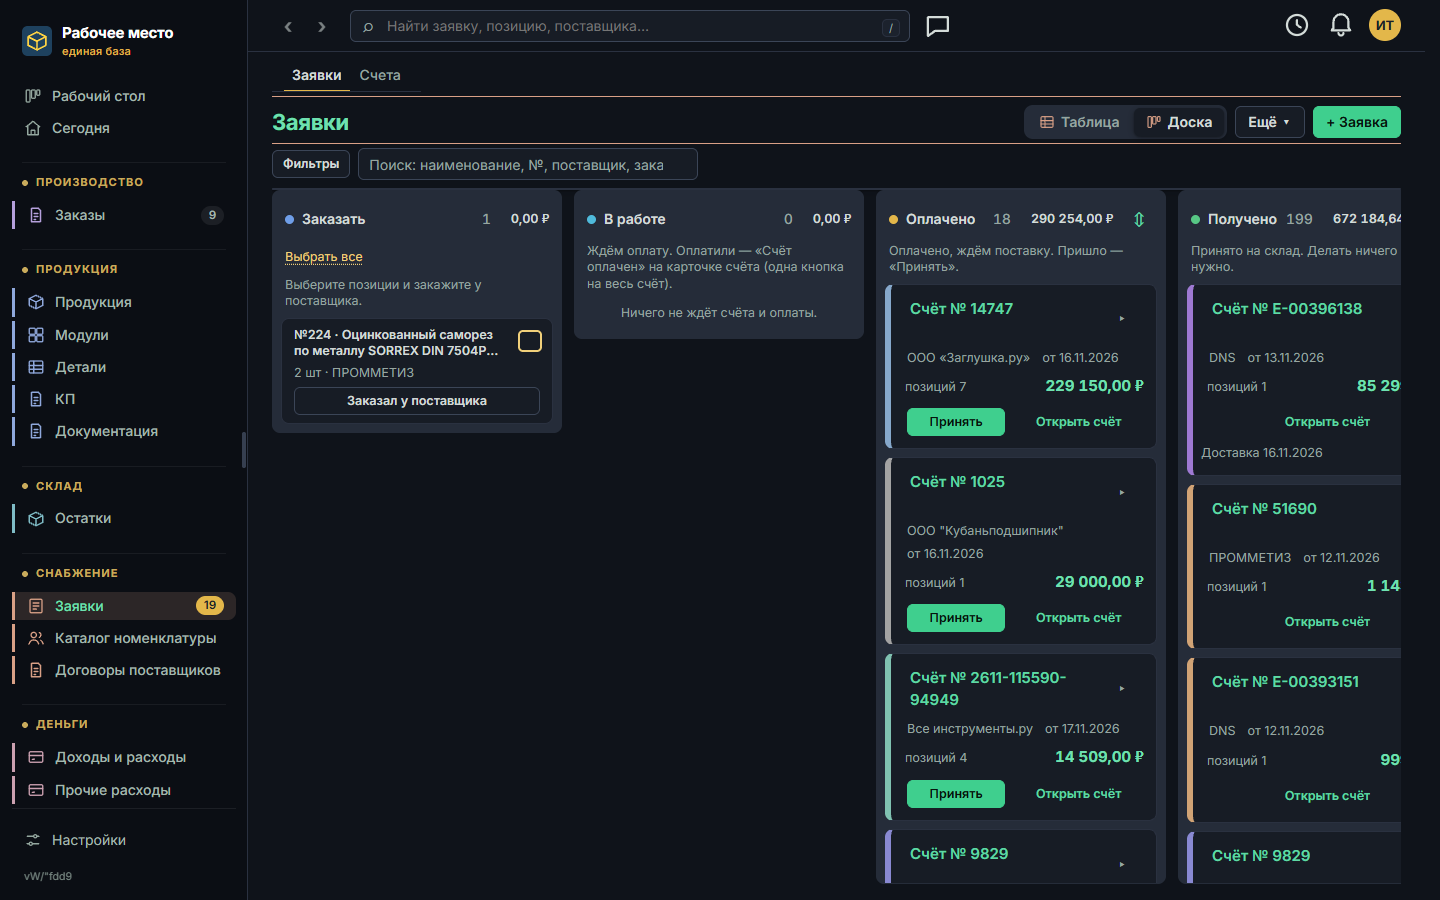 Рабочее место
единая база
Рабочий стол
Сегодня
ПРОИЗВОДСТВО
Заказы 9
ПРОДУКЦИЯ
Продукция
Модули
Детали
КП
Документация
СКЛАД
Остатки
СНАБЖЕНИЕ
Заявки 19
Каталог номенклатуры
Договоры поставщиков
ДЕНЬГИ
Доходы и расходы
Прочие расходы
Настройки
vW/"fdd9
Найти заявку, позицию, поставщика... /
ИТ
Заявки Счета
Заявки
Таблица Доска Ещё + Заявка
Фильтры Поиск: наименование, №, поставщик, зака
Заказать 1 0,00 ₽
Выбрать все
Выберите позиции и закажите у
поставщика.
№224 · Оцинкованный саморез
по металлу SORREX DIN 7504P...
2 шт · ПРОММЕТИЗ
Заказал у поставщика
В работе 0 0,00 ₽
Ждём оплату. Оплатили — «Счёт
оплачен» на карточке счёта (одна кнопка
на весь счёт).
Ничего не ждёт счёта и оплаты.
Оплачено 18 290 254,00 ₽
Оплачено, ждём поставку. Пришло —
«Принять».
Счёт № 14747
ООО «Заглушка.ру» от 16.11.2026
позиций 7 229 150,00 ₽
Принять Открыть счёт
Счёт № 1025
ООО "Кубаньподшипник"
от 16.11.2026
позиций 1 29 000,00 ₽
Принять Открыть счёт
Счёт № 2611-115590-
94949
Все инструменты.ру от 17.11.2026
позиций 4 14 509,00 ₽
Принять Открыть счёт
Счёт № 9829
Получено 199 672 184,64
Принято на склад. Делать ничего
нужно.
Счёт № E-00396138
DNS от 13.11.2026
позиций 1 85 29
Открыть счёт
Доставка 16.11.2026
Счёт № 51690
ПРОММЕТИЗ от 12.11.2026
позиций 1 1 14
Открыть счёт
Счёт № E-00393151
DNS от 12.11.2026
позиций 1 99
Открыть счёт
Счёт № 9829